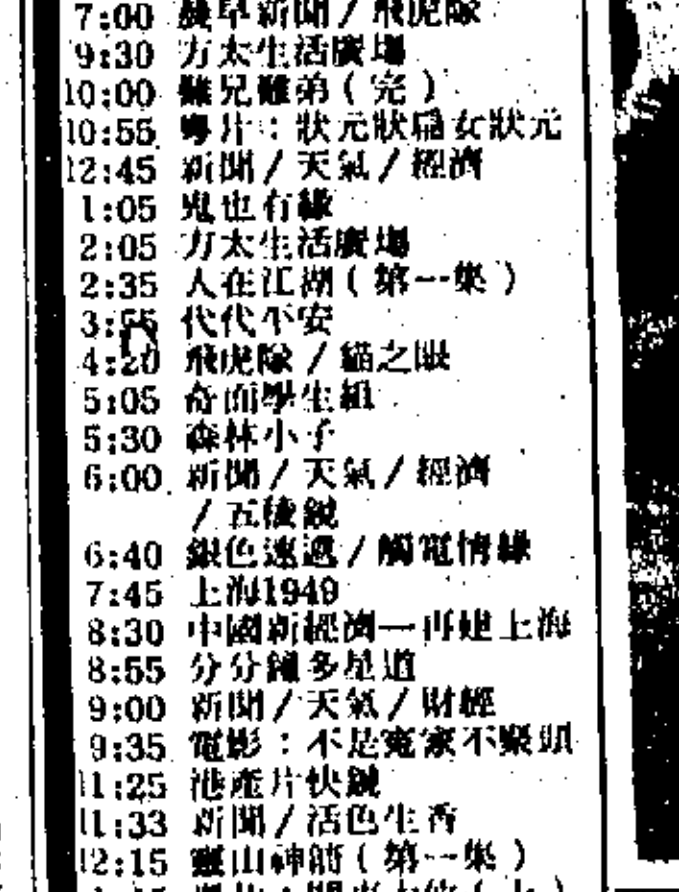 7:00 晨早新聞/飛虎隊
9:30 方太生活廣場
10:00 難兄難弟(完)
10:55 粵片:狀元狀扁女狀元
12:45 新聞/天氣/經濟
1:05 鬼也有緣
2:05 方太生活廣場
2:35 人在江湖(第一集)
3:55 代代平安
4:20 飛虎隊/貓之眼
5:05 奇面學生組
5:30 森林小子
6:00 新聞/天氣/經濟
/五稜鏡
6:40 銀色速遞/觸電情緣
7:45 上海1949
8:30 中國新經濟一再建上海
8:55 分分鐘多星道
9:00 新聞/天氣/財經
9:35 電影:不是寃家不聚頭
11:25 港產片快線
11:33 新聞/活色生香
12:15 靈山神箭(第一集)